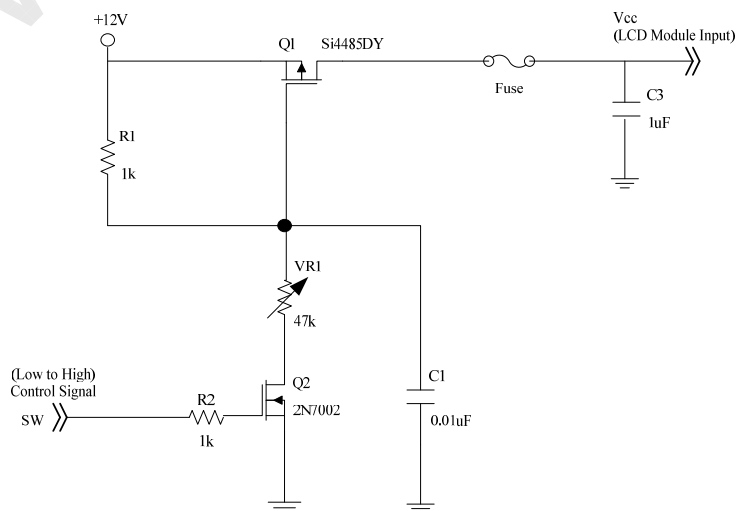 +12V
Vcc
(LCD Module Input)
Q1
Si4485DY
Fuse
C3
1uF
R1
1k
VR1
47k
(Low to High)
Control Signal
SW
R2
1k
Q2
2N7002
C1
0.01uF